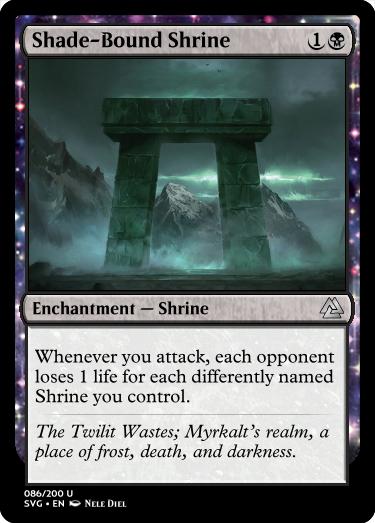 Shade-Bound Shrine 1
Enchantment — Shrine
Whenever you attack, each opponent
loses 1 life for each differently named
Shrine you control.
The Twilit Wastes; Myrkalt's realm, a
place of frost, death, and darkness.
086/200 U
SVG • EN Nele Diel